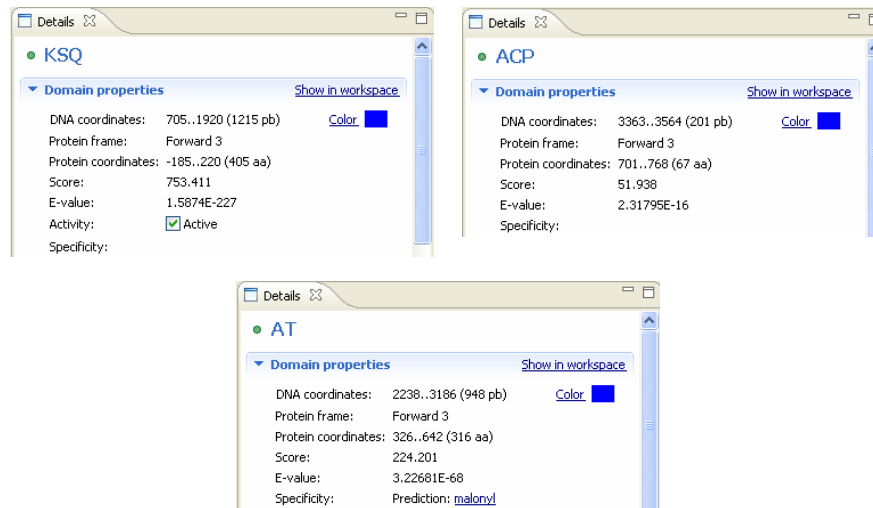 Details
KSQ
Domain properties Show in workspace
DNA coordinates: 705..1920 (1215 pb) Color
Protein frame: Forward 3
Protein coordinates: -185..220 (405 aa)
Score: 753.411
E-value: 1.5874E-227
Activity: Active
Specificity:
Details
ACP
Domain properties Show in workspace
DNA coordinates: 3363..3564 (201 pb) Color
Protein frame: Forward 3
Protein coordinates: 701..768 (67 aa)
Score: 51.938
E-value: 2.31795E-16
Specificity:
Details
AT
Domain properties Show in workspace
DNA coordinates: 2238..3186 (948 pb) Color
Protein frame: Forward 3
Protein coordinates: 326..642 (316 aa)
Score: 224.201
E-value: 3.22681E-68
Specificity: Prediction: malonyl